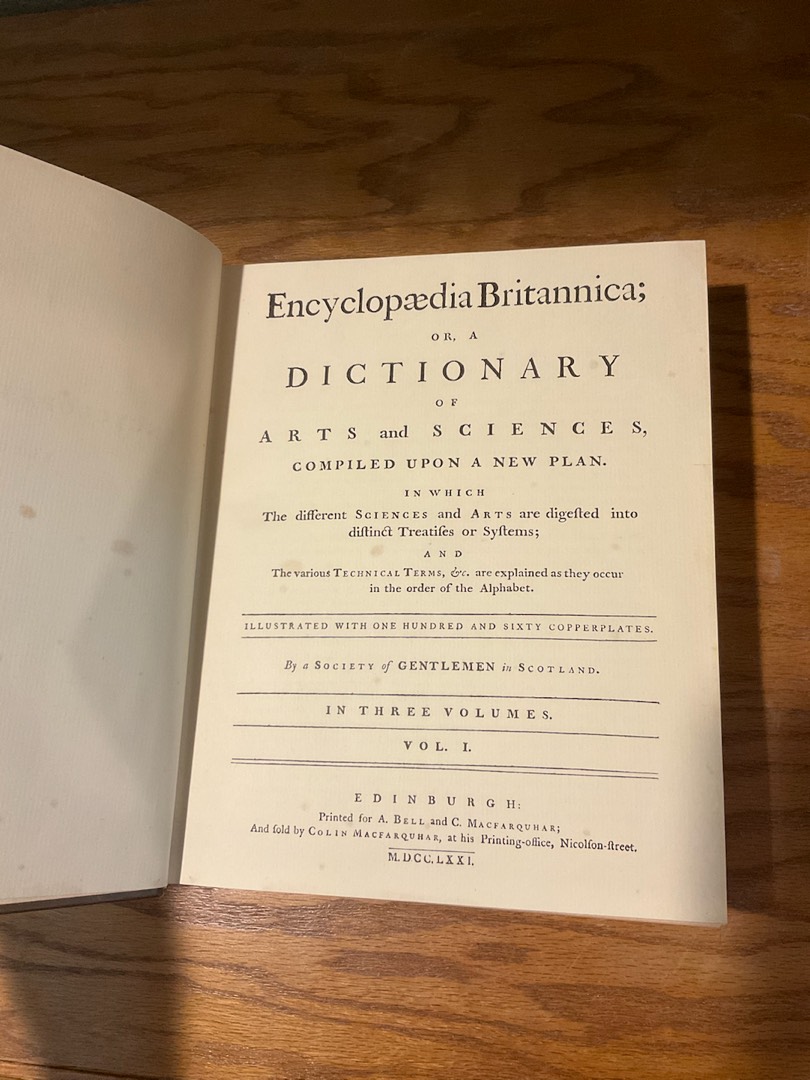 Encyclopædia Britannica;
OR, A
DICTIONARY
OF
ARTS and SCIENCES,
COMPILED UPON A NEW PLAN.
IN WHICH
The different SCIENCES and ARTS are digeſted into
diſtinct Treatiſes or Syſtems;
AND
The various TECHNICAL TERMS, &c. are explained as they occur
in the order of the Alphabet.
ILLUSTRATED WITH ONE HUNDRED AND SIXTY COPPERPLATES.
By a SOCIETY of GENTLEMEN in SCOTLAND.
IN THREE VOLUMES.
VOL. I.
EDINBURGH:
Printed for A. BELL and C. MACFARQUHAR;
And ſold by COLIN MACFARQUHAR, at his Printing-office, Nicolſon-ſtreet.
M.DCC.LXXI.